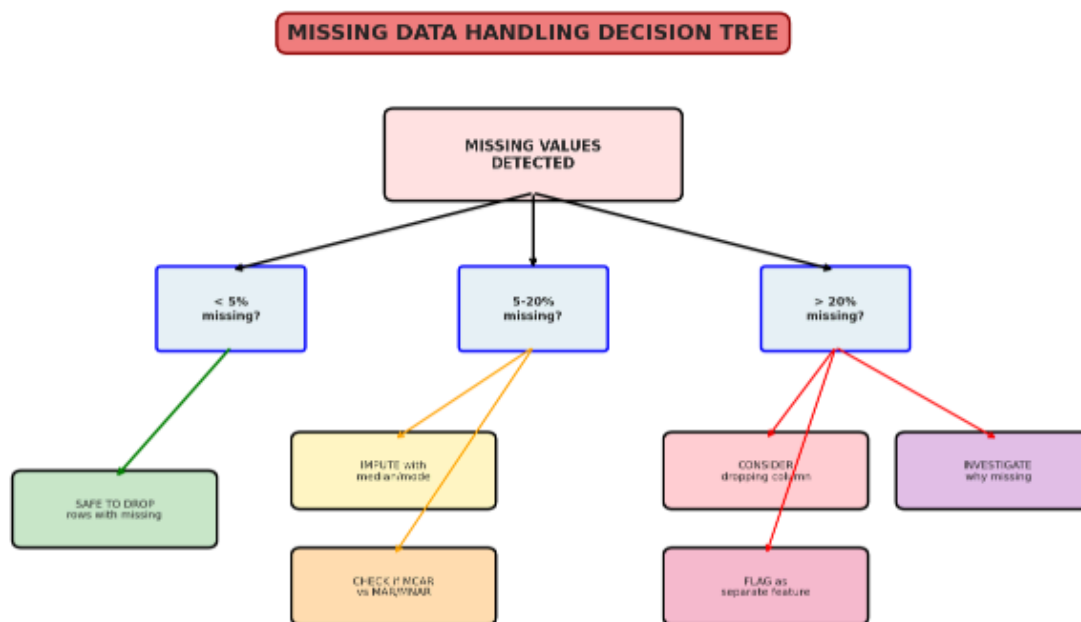 MISSING DATA HANDLING DECISION TREE
MISSING VALUES
DETECTED
< 5%
missing?
5-20%
missing?
> 20%
missing?
IMPUTE with
median/mode
CONSIDER
dropping column
INVESTIGATE
why missing
SAFE TO DROP
rows with missing
CHECK if MCAR
vs MAR/MNAR
FLAG as
separate feature